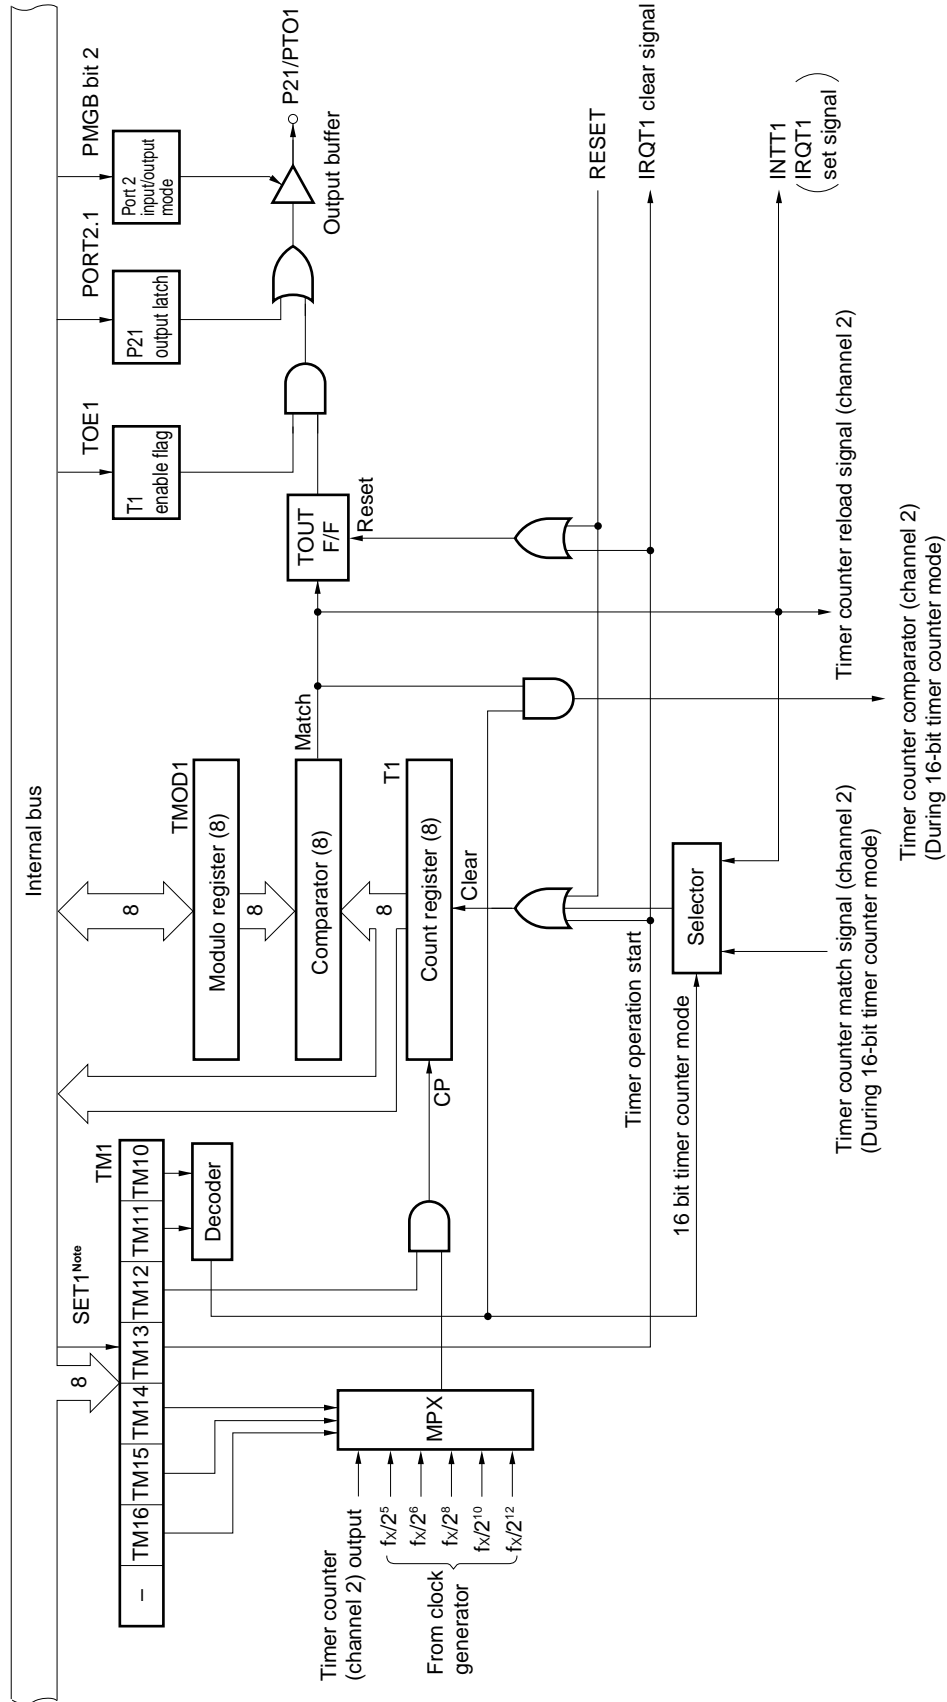 Internal bus
SET1Note
PMGB bit 2
PORT2.1
TOE1
8
TM1
– TM16 TM15 TM14 TM13 TM12 TM11 TM10
Decoder
8
TMOD1
Modulo register (8)
8
Comparator (8)
Match
8
T1
Count register (8)
CP
Clear
T1
enable flag
P21
output latch
Port 2
input/output
mode
P21/PTO1
Output buffer
TOUT
F/F
Reset
Timer counter
(channel 2) output
fX/2⁵
fX/2⁶
fX/2⁸
fX/2¹⁰
fX/2¹²
From clock
generator
MPX
RESET
Timer operation start
IRQT1 clear signal
16 bit timer counter mode
Selector
INTT1
IRQT1
set signal
Timer counter match signal (channel 2)
(During 16-bit timer counter mode)
Timer counter reload signal (channel 2)
Timer counter comparator (channel 2)
(During 16-bit timer counter mode)